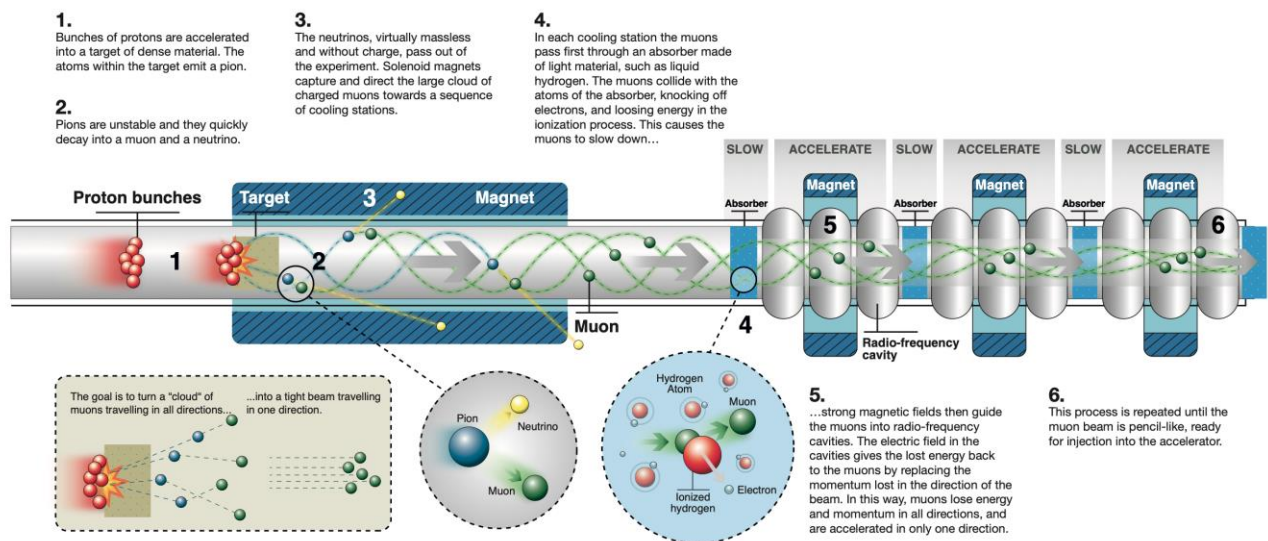 1.
Bunches of protons are accelerated
into a target of dense material. The
atoms within the target emit a pion.
2.
Pions are unstable and they quickly
decay into a muon and a neutrino.
3.
The neutrinos, virtually massless
and without charge, pass out of
the experiment. Solenoid magnets
capture and direct the large cloud of
charged muons towards a sequence
of cooling stations.
4.
In each cooling station the muons
pass first through an absorber made
of light material, such as liquid
hydrogen. The muons collide with the
atoms of the absorber, knocking off
electrons, and loosing energy in the
ionization process. This causes the
muons to slow down…
SLOW
ACCELERATE
SLOW
ACCELERATE
SLOW
ACCELERATE
Proton bunches
Target
3
Magnet
Absorber
Magnet
Absorber
Magnet
Absorber
Magnet
1
2
5
6
Muon
4
Radio-frequency
cavity
The goal is to turn a "cloud" of
muons travelling in all directions...
...into a tight beam travelling
in one direction.
Pion
Neutrino
Muon
Hydrogen
Atom
Muon
Electron
Ionized
hydrogen
5.
…strong magnetic fields then guide
the muons into radio-frequency
cavities. The electric field in the
cavities gives the lost energy back
to the muons by replacing the
momentum lost in the direction of the
beam. In this way, muons lose energy
and momentum in all directions, and
are accelerated in only one direction.
6.
This process is repeated until the
muon beam is pencil-like, ready
for injection into the accelerator.